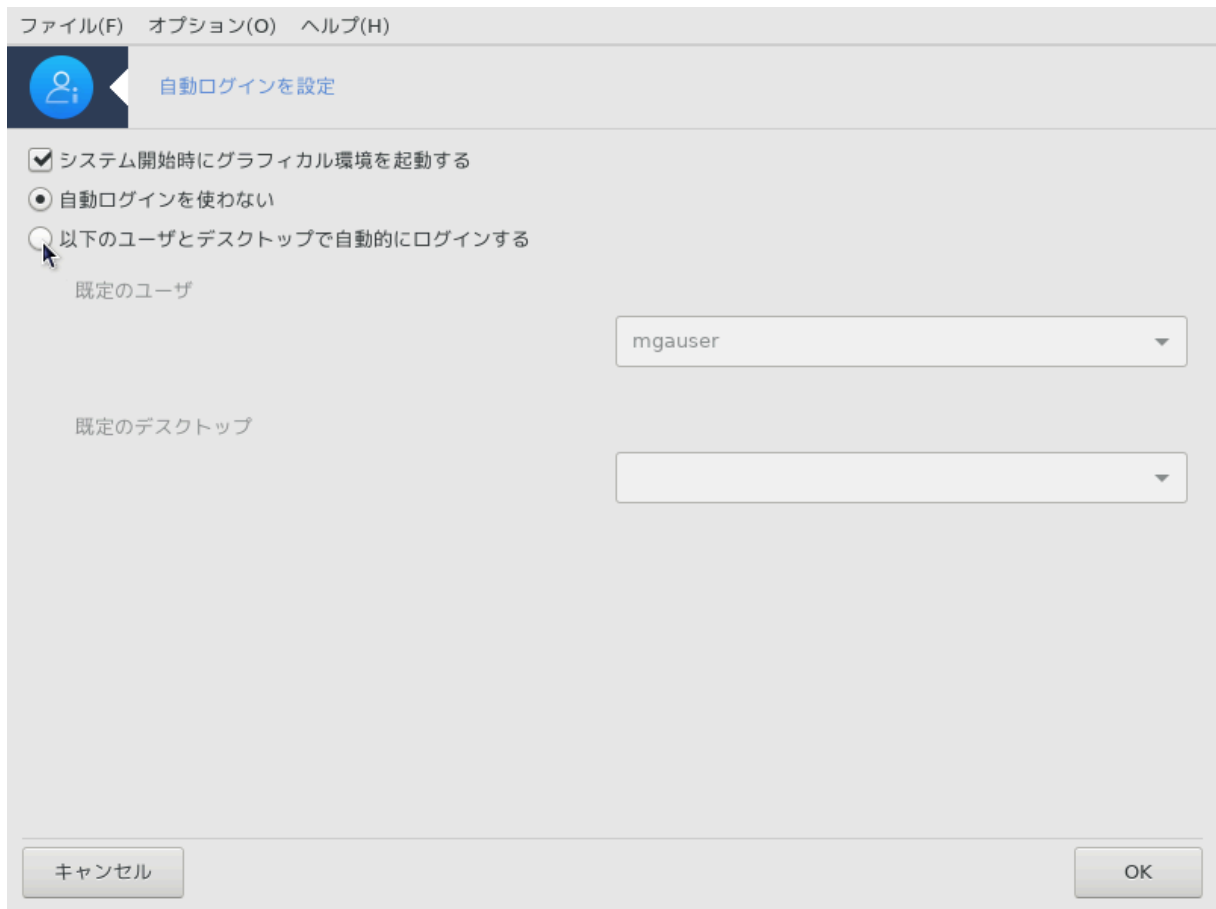 ファイル(F) オプション(O) ヘルプ(H)
自動ログインを設定
システム開始時にグラフィカル環境を起動する
自動ログインを使わない
以下のユーザとデスクトップで自動的にログインする
既定のユーザ
mgauser
既定のデスクトップ
キャンセル OK